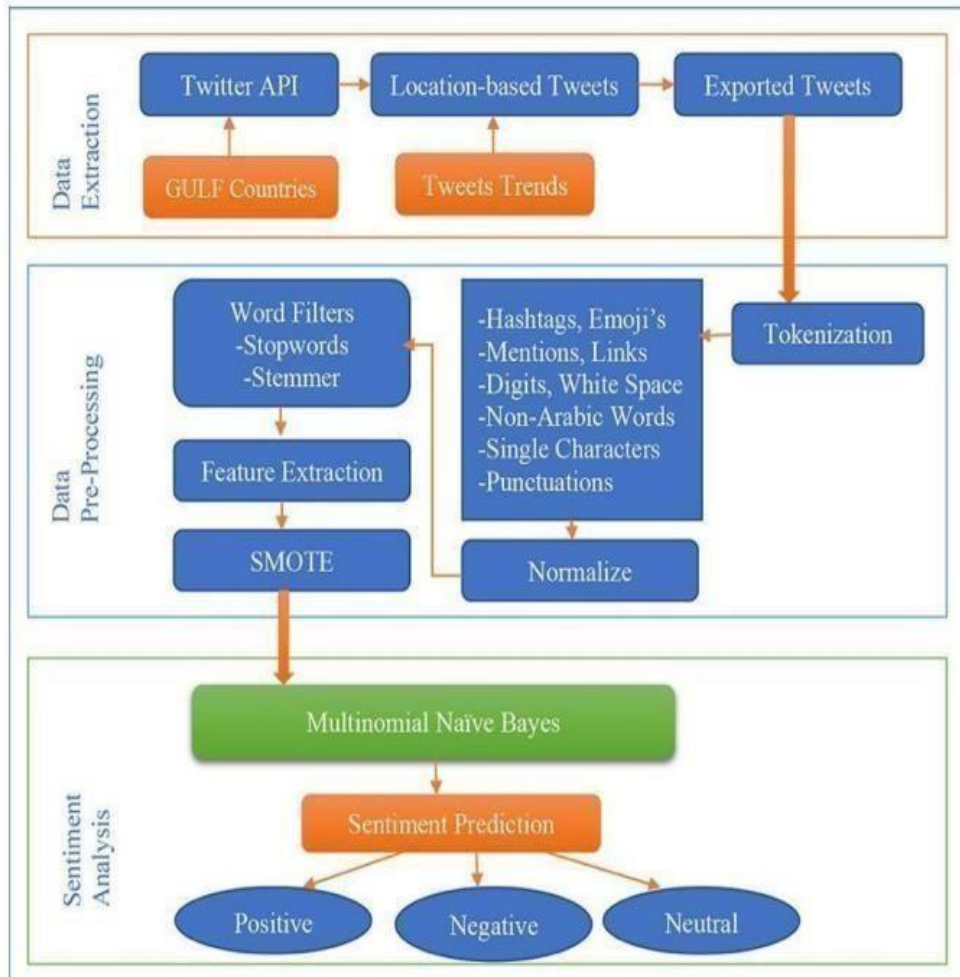 Data
Extraction
Twitter API
Location-based Tweets
Exported Tweets
GULF Countries
Tweets Trends
Data
Pre-Processing
Word Filters
-Stopwords
-Stemmer
-Hashtags, Emoji's
-Mentions, Links
-Digits, White Space
-Non-Arabic Words
-Single Characters
-Punctuations
Tokenization
Feature Extraction
SMOTE
Normalize
Sentiment
Analysis
Multinomial Naïve Bayes
Sentiment Prediction
Positive
Negative
Neutral